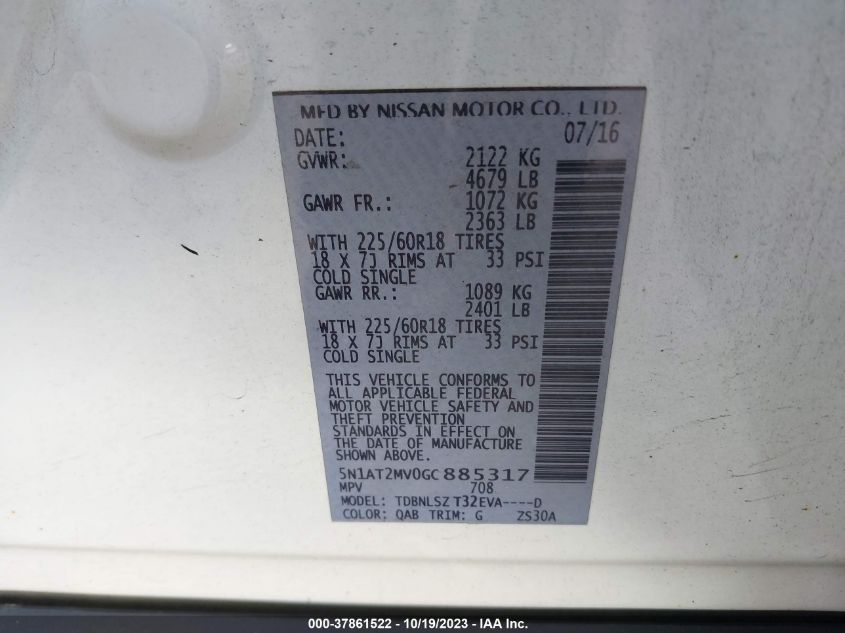 MFD BY NISSAN MOTOR CO., LTD.
DATE: 07/16
GVWR: 2122 KG
4679 LB
GAWR FR.: 1072 KG
2363 LB
WITH 225/60R18 TIRES
18 X 7J RIMS AT 33 PSI
COLD SINGLE
GAWR RR.: 1089 KG
2401 LB
WITH 225/60R18 TIRES
18 X 7J RIMS AT 33 PSI
COLD SINGLE
THIS VEHICLE CONFORMS TO
ALL APPLICABLE FEDERAL
MOTOR VEHICLE SAFETY AND
THEFT PREVENTION
STANDARDS IN EFFECT ON
THE DATE OF MANUFACTURE
SHOWN ABOVE.
5N1AT2MV0GC885317
MPV 708
MODEL: TDBNLSZ T32EVA----D
COLOR: QAB TRIM: G ZS30A
000-37861522 - 10/19/2023 - IAA Inc.